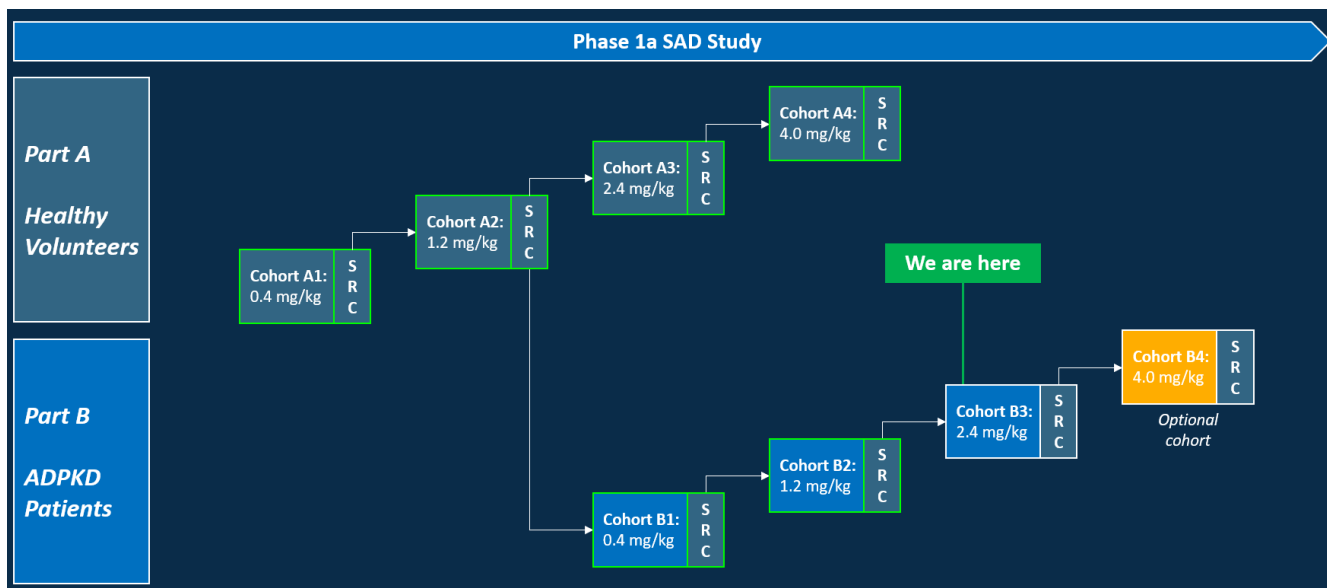 Phase 1a SAD Study
Part A
Healthy
Volunteers
Cohort A1:
0.4 mg/kg
S
R
C
Cohort A2:
1.2 mg/kg
S
R
C
Cohort A3:
2.4 mg/kg
S
R
C
Cohort A4:
4.0 mg/kg
S
R
C
We are here
Part B
ADPKD
Patients
Cohort B1:
0.4 mg/kg
S
R
C
Cohort B2:
1.2 mg/kg
S
R
C
Cohort B3:
2.4 mg/kg
S
R
C
Cohort B4:
4.0 mg/kg
S
R
C
Optional
cohort